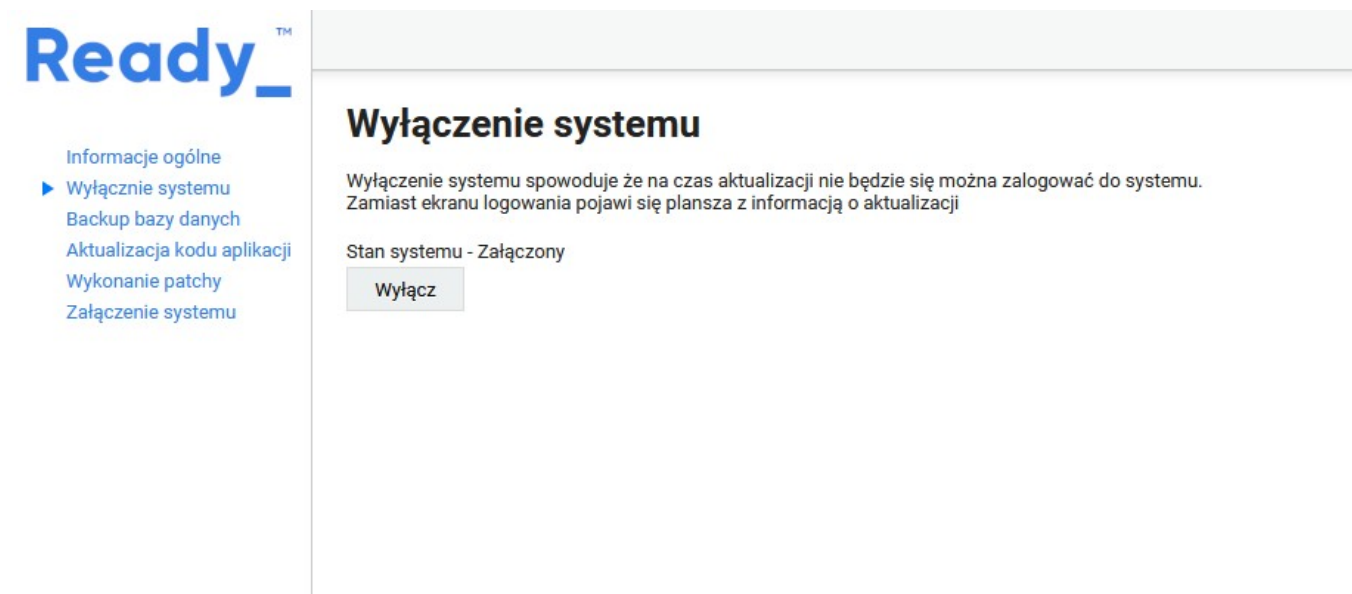 Ready_™
Informacje ogólne
Wyłącznie systemu
Backup bazy danych
Aktualizacja kodu aplikacji
Wykonanie patchy
Załączenie systemu
Wyłączenie systemu
Wyłączenie systemu spowoduje że na czas aktualizacji nie będzie się można zalogować do systemu.
Zamiast ekranu logowania pojawi się plansza z informacją o aktualizacji
Stan systemu - Załączony
Wyłącz